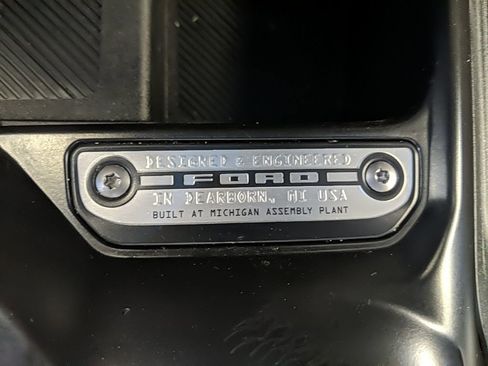 DESIGNED & ENGINEERED
FORD
IN DEARBORN, MI USA
BUILT AT MICHIGAN ASSEMBLY PLANT